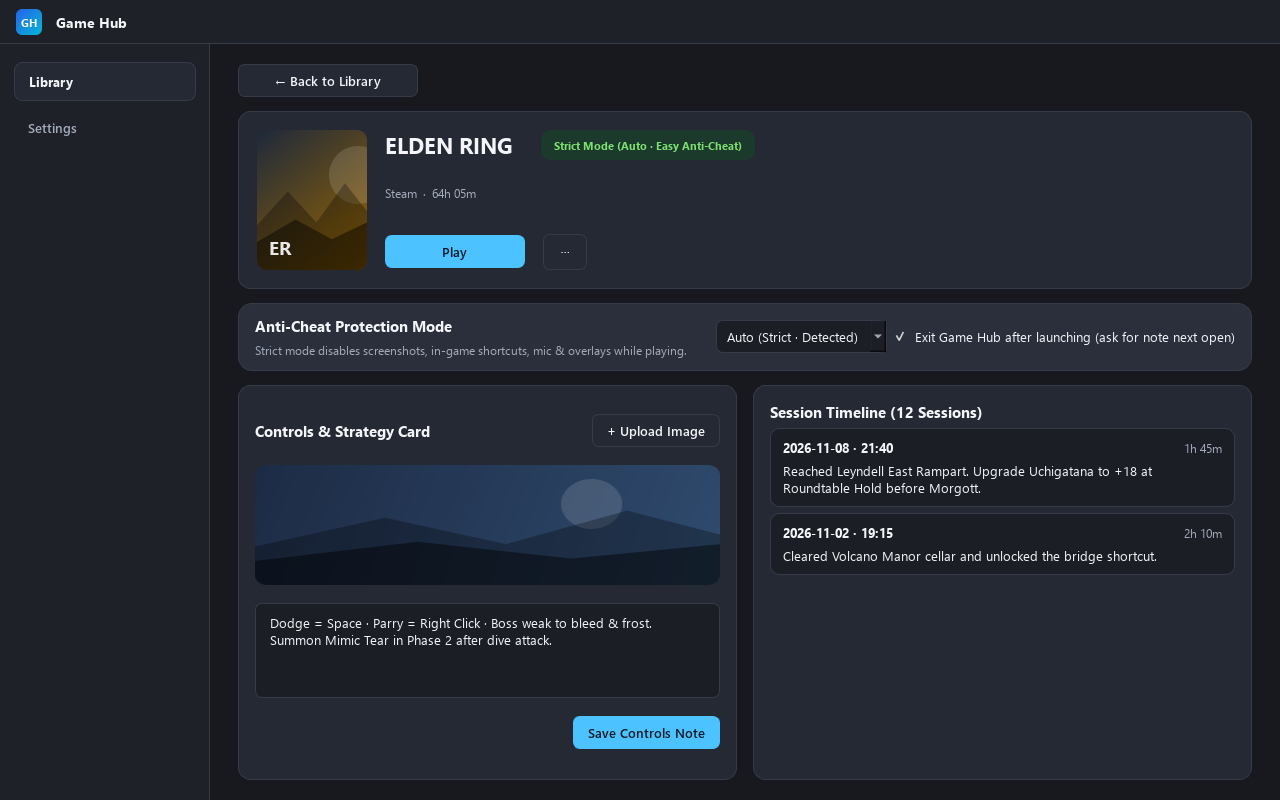 GH Game Hub
Library
Settings
← Back to Library
ELDEN RING
Strict Mode (Auto · Easy Anti-Cheat)
Steam · 64h 05m
ER
Play
...
Anti-Cheat Protection Mode
Strict mode disables screenshots, in-game shortcuts, mic & overlays while playing.
Auto (Strict · Detected)
✓ Exit Game Hub after launching (ask for note next open)
Controls & Strategy Card
+ Upload Image
Dodge = Space · Parry = Right Click · Boss weak to bleed & frost.
Summon Mimic Tear in Phase 2 after dive attack.
Save Controls Note
Session Timeline (12 Sessions)
2026-11-08 · 21:40 1h 45m
Reached Leyndell East Rampart. Upgrade Uchigatana to +18 at
Roundtable Hold before Morgott.
2026-11-02 · 19:15 2h 10m
Cleared Volcano Manor cellar and unlocked the bridge shortcut.